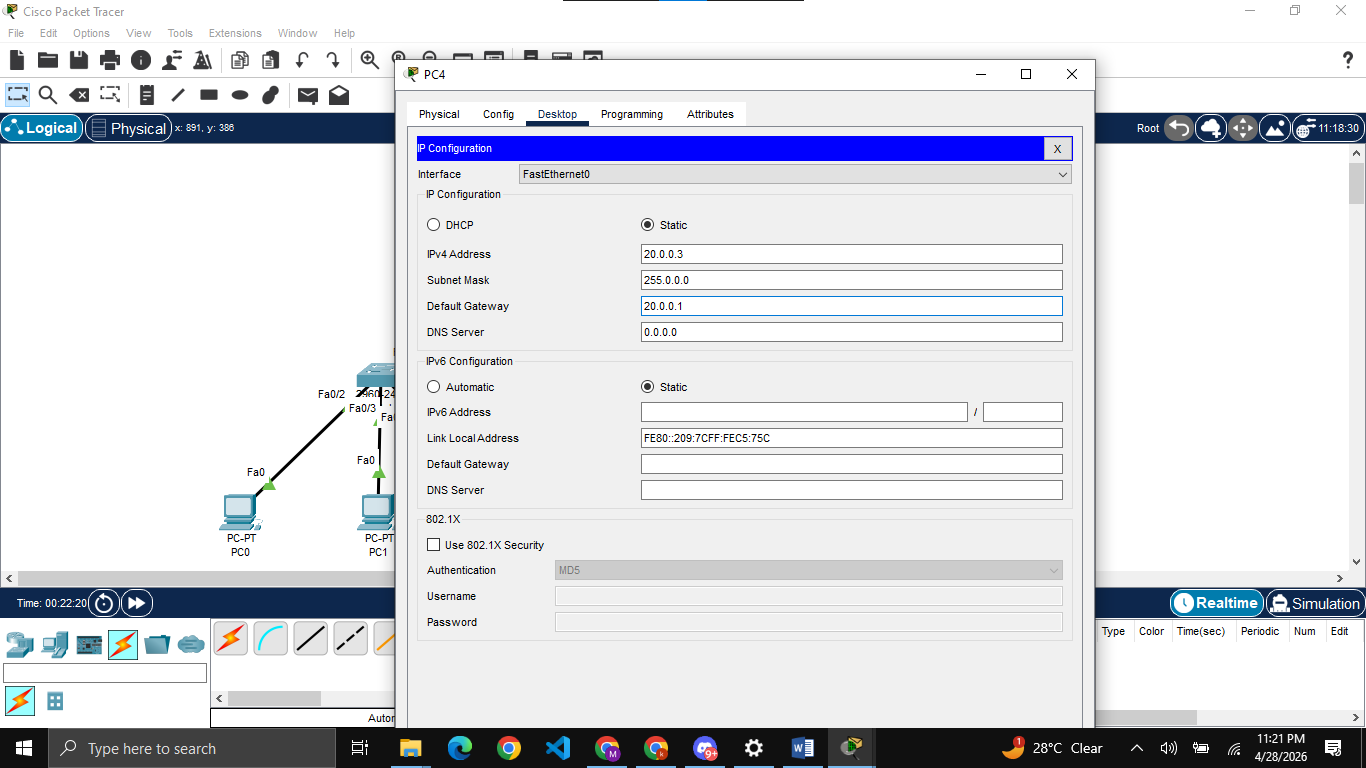 Cisco Packet Tracer
File Edit Options View Tools Extensions Window Help
PC4
Physical Config Desktop Programming Attributes
Logical Physical x: 891, y: 386
Root 11:18:30
IP Configuration
X
Interface FastEthernet0
IP Configuration
DHCP Static
IPv4 Address 20.0.0.3
Subnet Mask 255.0.0.0
Default Gateway 20.0.0.1
DNS Server 0.0.0.0
IPv6 Configuration
Automatic Static
IPv6 Address /
Link Local Address FE80::209:7CFF:FEC5:75C
Default Gateway
DNS Server
802.1X
Use 802.1X Security
Authentication MD5
Username
Password
Fa0/2 2960-24
Fa0/3
Fa0
Fa0
PC-PT
PC0
PC-PT
PC1
Time: 00:22:20
Realtime Simulation
Type Color Time(sec) Periodic Num Edit
Autor
Type here to search
M
k
9+
28°C Clear
11:21 PM
4/28/2026